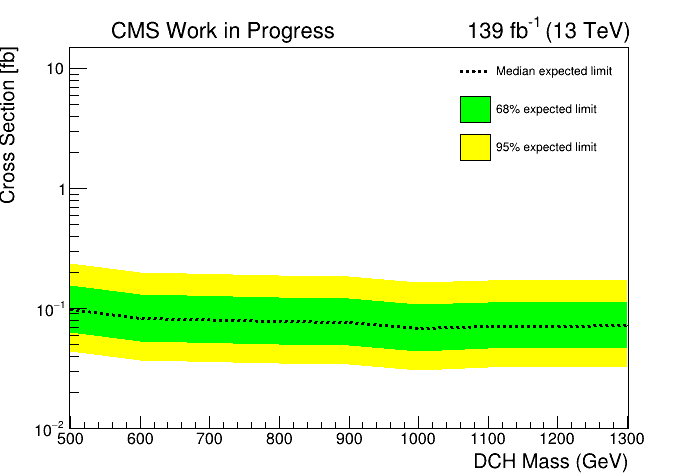 CMS Work in Progress 139 fb⁻¹ (13 TeV)
Cross Section [fb]
Median expected limit
68% expected limit
95% expected limit
10
1
10⁻¹
10⁻²
500 600 700 800 900 1000 1100 1200 1300
DCH Mass (GeV)